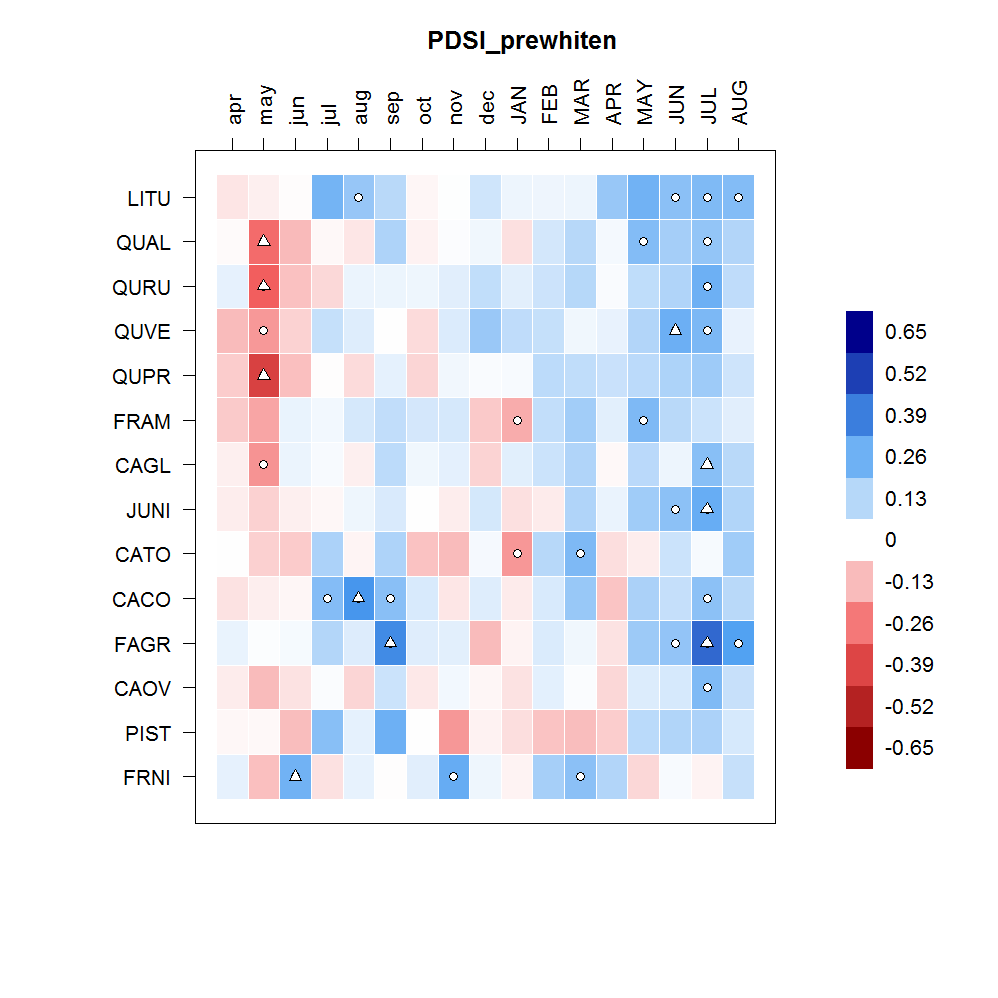 PDSI_prewhiten
apr may jun jul aug sep oct nov dec JAN FEB MAR APR MAY JUN JUL AUG
LITU
QUAL
QURU
QUVE
QUPR
FRAM
CAGL
JUNI
CATO
CACO
FAGR
CAOV
PIST
FRNI
0.65
0.52
0.39
0.26
0.13
0
-0.13
-0.26
-0.39
-0.52
-0.65